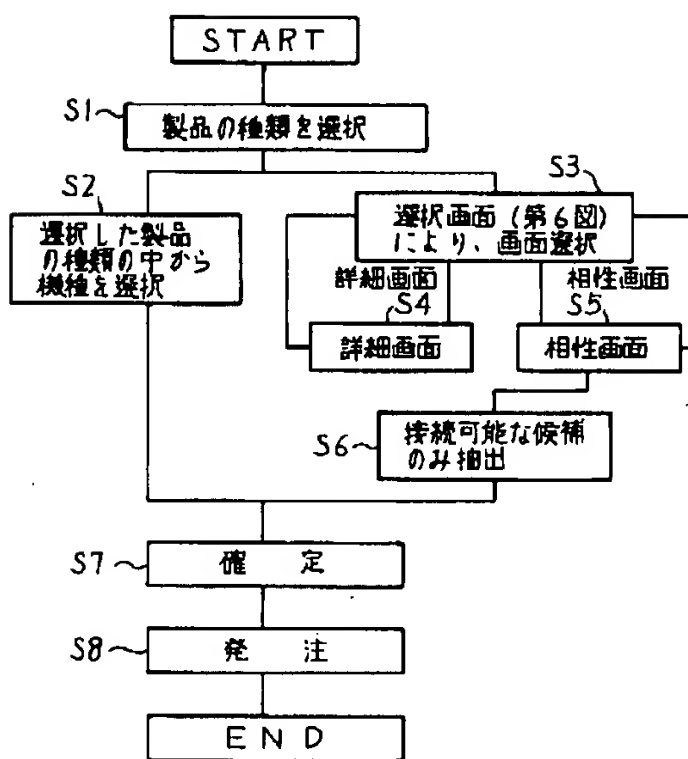 START
S1
製品の種類を選択
S2
選択した製品
の種類の中から
機種を選択
S3
選択画面(第6図)
により、画面選択
詳細画面
相性画面
S4
詳細画面
S5
相性画面
S6
接続可能な候補
のみ抽出
S7
確定
S8
発注
END